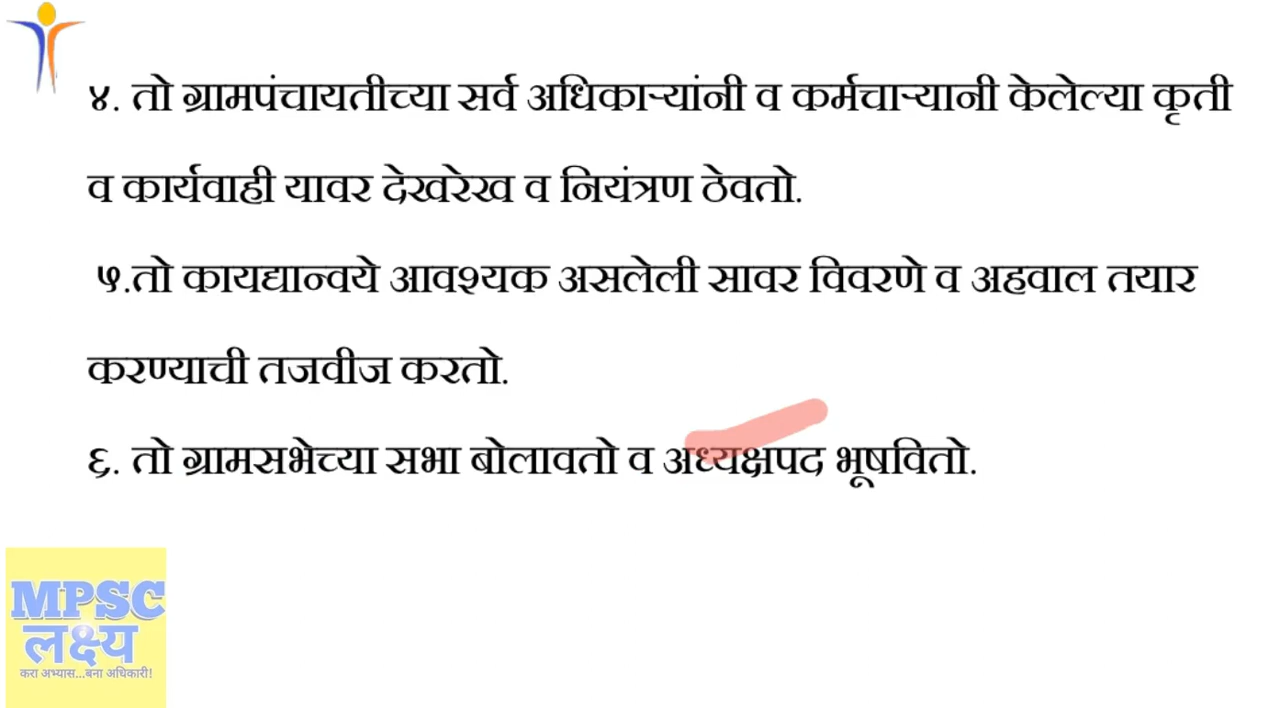 ४. तो ग्रामपंचायतीच्या सर्व अधिकाऱ्यांनी व कर्मचाऱ्यानी केलेल्या कृती
व कार्यवाही यावर देखरेख व नियंत्रण ठेवतो.
५.तो कायद्यान्वये आवश्यक असलेली सावर विवरणे व अहवाल तयार
करण्याची तजवीज करतो.
६. तो ग्रामसभेच्या सभा बोलावतो व अध्यक्षपद भूषवितो.
MPSC
लक्ष्य
करा अभ्यास...बना अधिकारी!